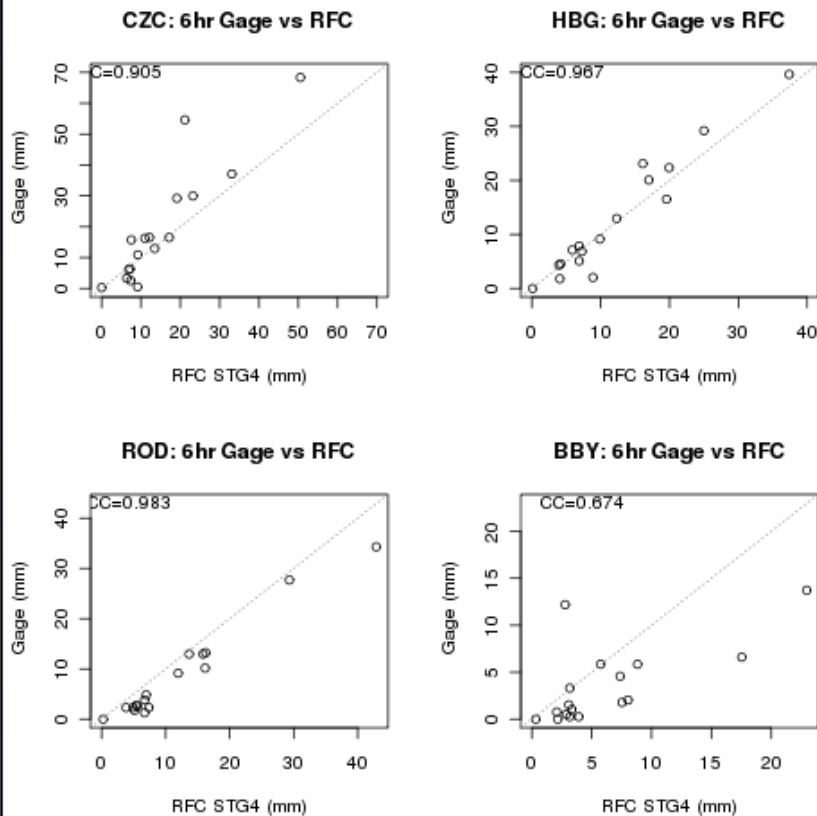 CZC: 6hr Gage vs RFC
C=0.905
Gage (mm)
0 10 30 50 70
0 10 20 30 40 50 60 70
RFC STG4 (mm)
HBG: 6hr Gage vs RFC
CC=0.967
Gage (mm)
0 10 20 30 40
0 10 20 30 40
RFC STG4 (mm)
ROD: 6hr Gage vs RFC
CC=0.983
Gage (mm)
0 10 20 30 40
0 10 20 30 40
RFC STG4 (mm)
BBY: 6hr Gage vs RFC
CC=0.674
Gage (mm)
0 5 10 15 20
0 5 10 15 20
RFC STG4 (mm)